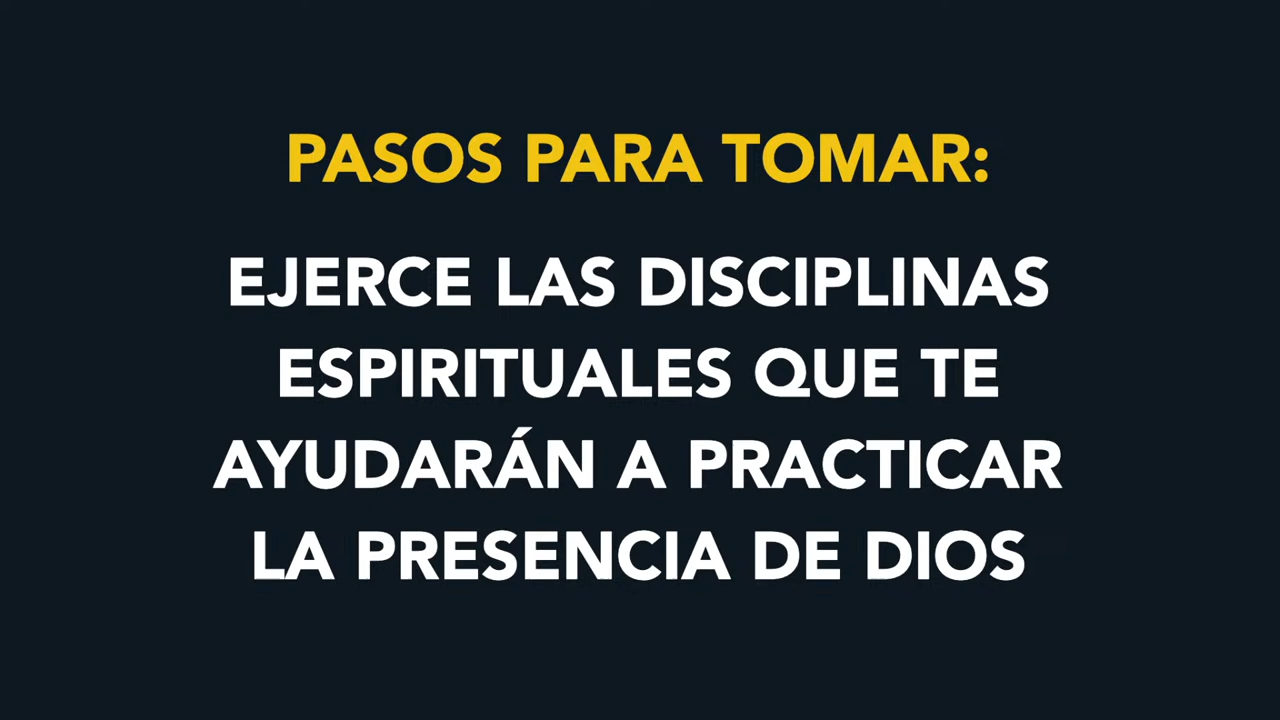 PASOS PARA TOMAR:
EJERCE LAS DISCIPLINAS
ESPIRITUALES QUE TE
AYUDARÁN A PRACTICAR
LA PRESENCIA DE DIOS